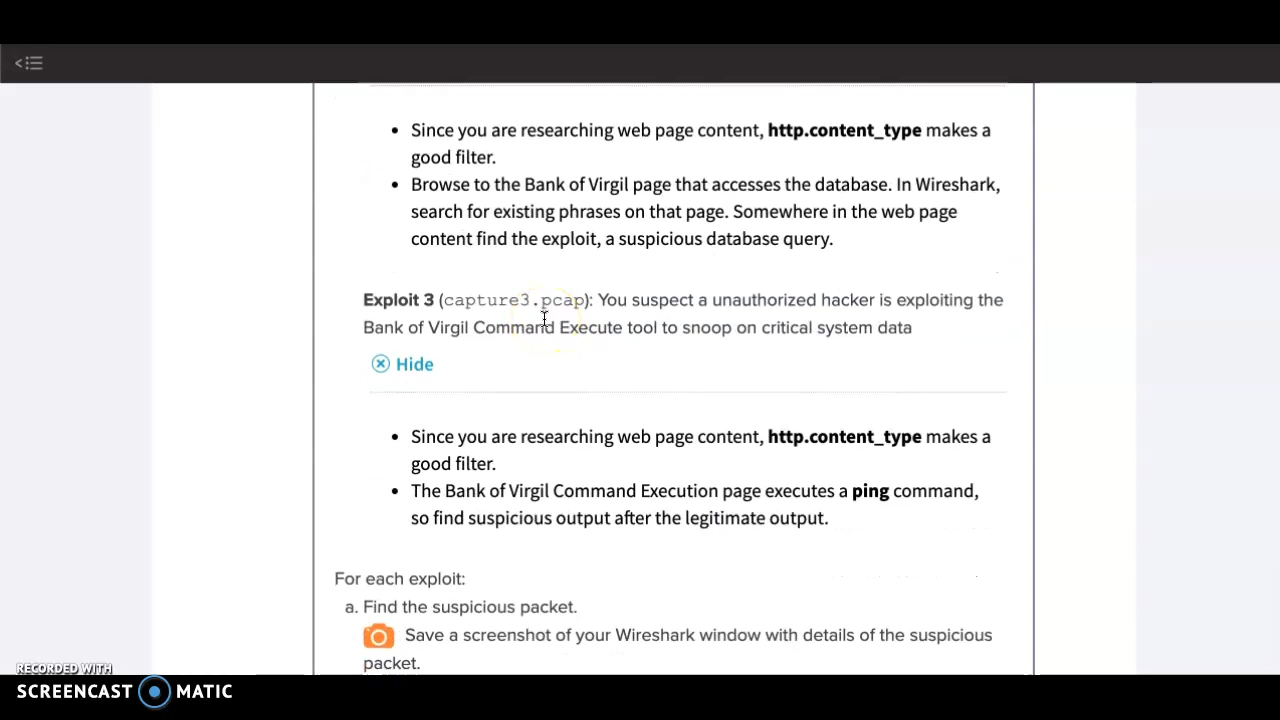 Since you are researching web page content, http.content_type makes a
good filter.
Browse to the Bank of Virgil page that accesses the database. In Wireshark,
search for existing phrases on that page. Somewhere in the web page
content find the exploit, a suspicious database query.
Exploit 3 (capture3.pcap): You suspect a unauthorized hacker is exploiting the
Bank of Virgil Command Execute tool to snoop on critical system data
Hide
Since you are researching web page content, http.content_type makes a
good filter.
The Bank of Virgil Command Execution page executes a ping command,
so find suspicious output after the legitimate output.
For each exploit:
a. Find the suspicious packet.
Save a screenshot of your Wireshark window with details of the suspicious
packet.
RECORDED WITH
SCREENCAST MATIC